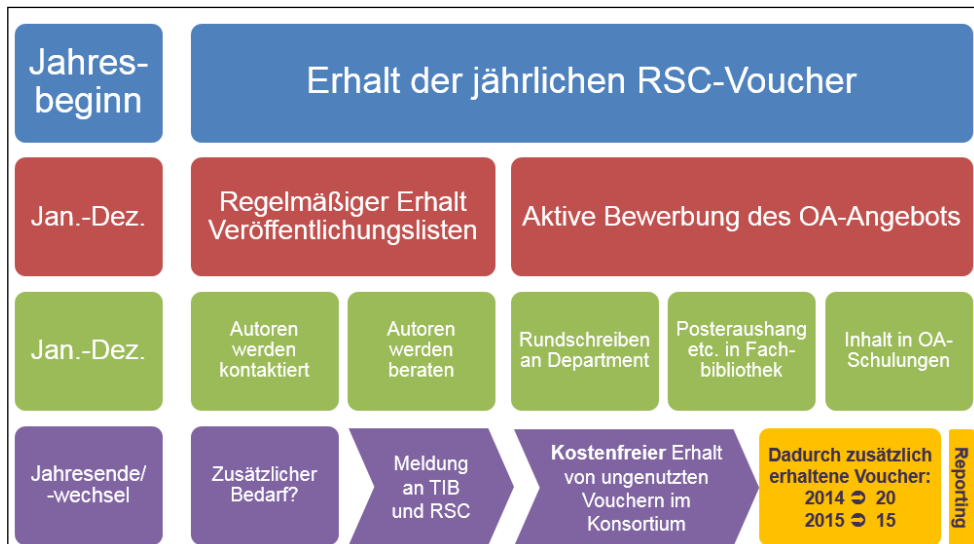 Jahres-
beginn
Erhalt der jährlichen RSC-Voucher
Jan.-Dez.
Regelmäßiger Erhalt
Veröffentlichungslisten
Aktive Bewerbung des OA-Angebots
Jan.-Dez.
Autoren
werden
kontaktiert
Autoren
werden
beraten
Rundschreiben
an Department
Posteraushang
etc. in Fach-
bibliothek
Inhalt in OA-
Schulungen
Jahresende/
-wechsel
Zusätzlicher
Bedarf?
Meldung
an TIB
und RSC
Kostenfreier Erhalt
von ungenutzten
Vouchern im
Konsortium
Dadurch zusätzlich
erhaltene Voucher:
2014 ➲ 20
2015 ➲ 15
Reporting